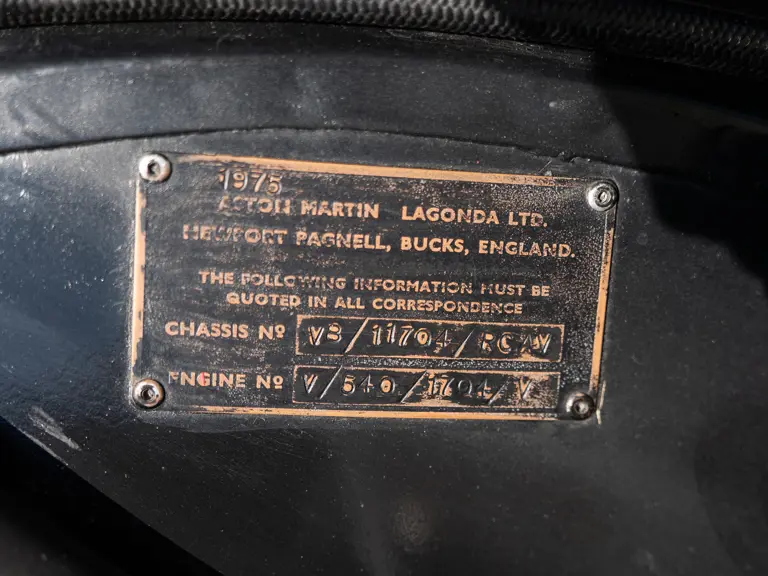 1975
ASTON MARTIN LAGONDA LTD.
NEWPORT PAGNELL, BUCKS, ENGLAND.
THE FOLLOWING INFORMATION MUST BE
QUOTED IN ALL CORRESPONDENCE
CHASSIS Nº V8/11704/RCAV
ENGINE Nº V/540/1704/V